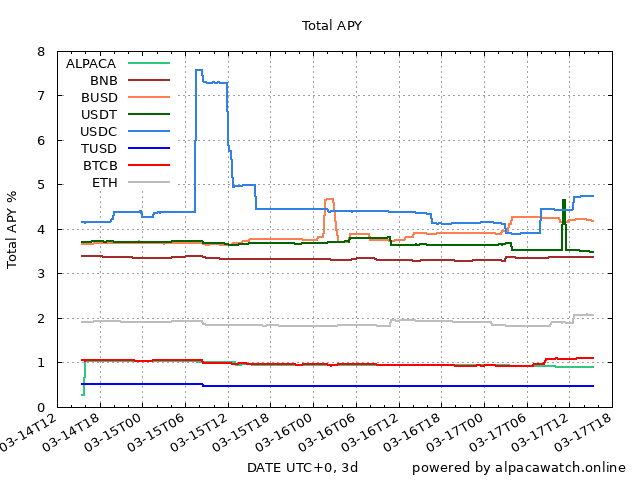 Total APY
8
7
6
5
4
3
2
1
0
Total APY %
ALPACA
BNB
BUSD
USDT
USDC
TUSD
BTCB
ETH
03-14T12
03-14T18
03-15T00
03-15T06
03-15T12
03-15T18
03-16T00
03-16T06
03-16T12
03-16T18
03-17T00
03-17T06
03-17T12
03-17T18
DATE UTC+0, 3d
powered by alpacawatch.online